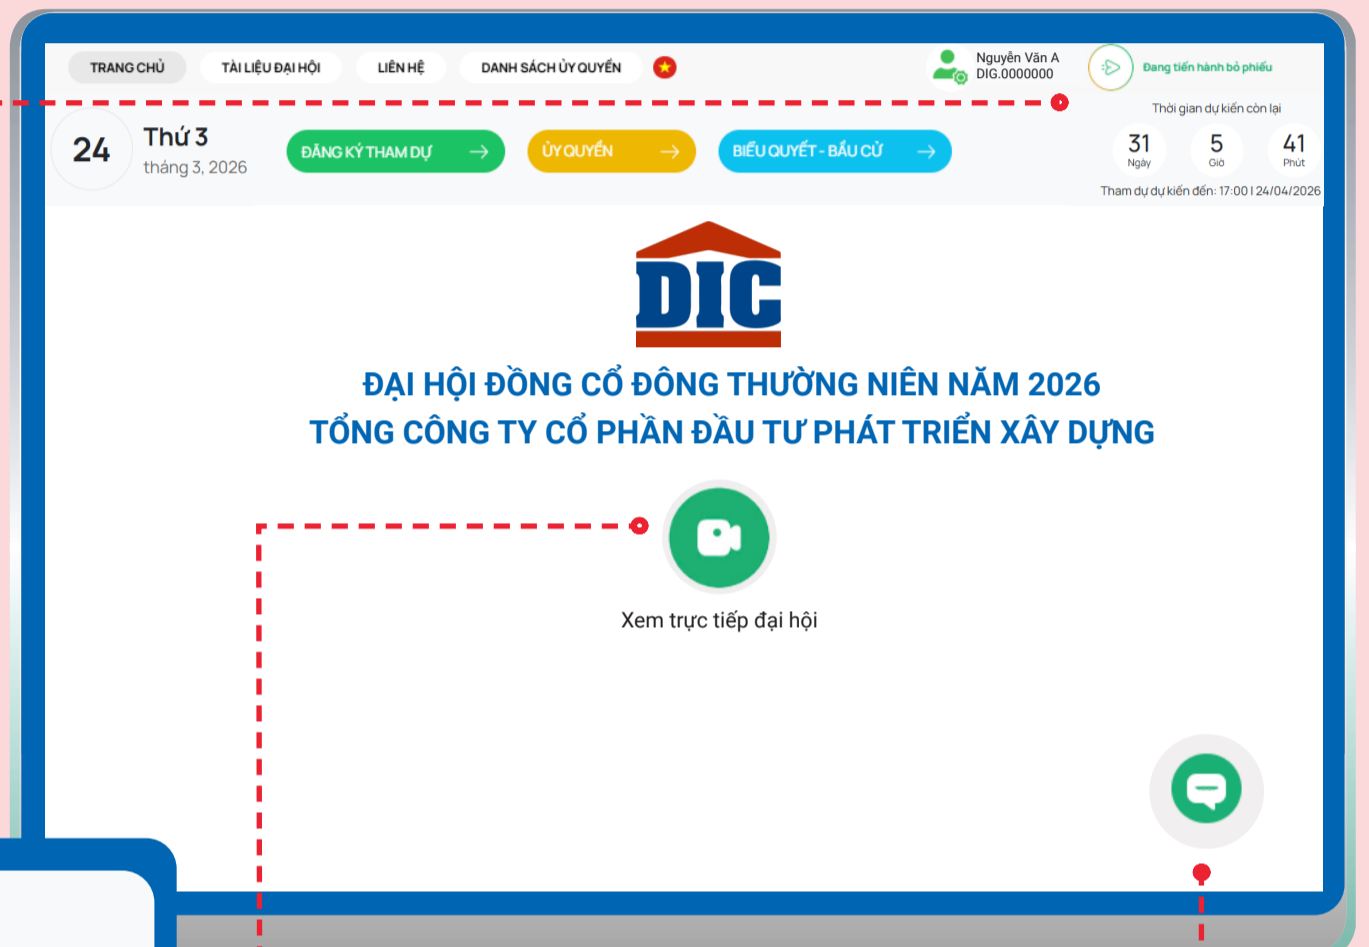 TRANG CHỦ
TÀI LIỆU ĐẠI HỘI
LIÊN HỆ
DANH SÁCH ỦY QUYỀN
Nguyễn Văn A
DIG.0000000
Đang tiến hành bỏ phiếu
24
Thứ 3
tháng 3, 2026
ĐĂNG KÝ THAM DỰ
ỦY QUYỀN
BIỂU QUYẾT - BẦU CỬ
Thời gian dự kiến còn lại
31 5 41
Ngày Giờ Phút
Tham dự dự kiến đến: 17:00 | 24/04/2026
DIC
ĐẠI HỘI ĐỒNG CỔ ĐÔNG THƯỜNG NIÊN NĂM 2026
TỔNG CÔNG TY CỔ PHẦN ĐẦU TƯ PHÁT TRIỂN XÂY DỰNG
Xem trực tiếp đại hội